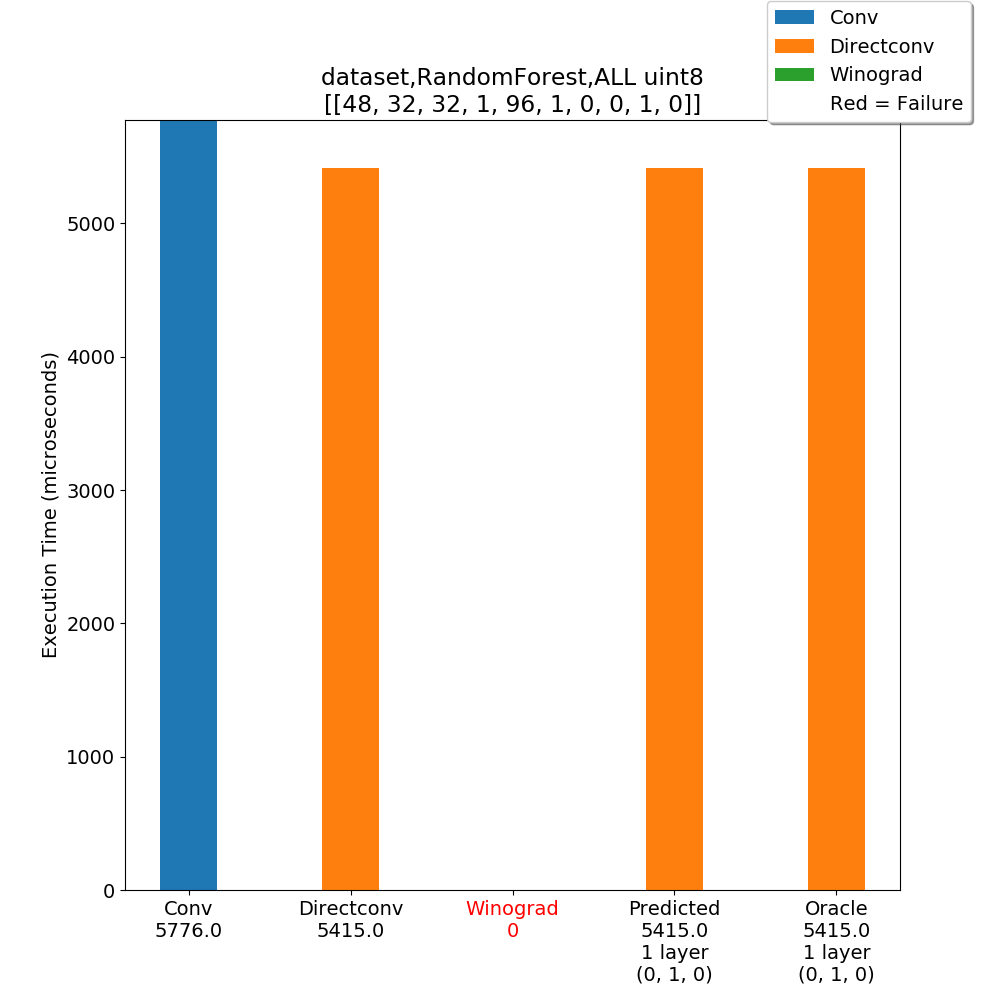 Conv
Directconv
Winograd
Red = Failure
dataset,RandomForest,ALL uint8
[[48, 32, 32, 1, 96, 1, 0, 0, 1, 0]]
Execution Time (microseconds)
5000
4000
3000
2000
1000
0
Conv
5776.0
Directconv
5415.0
Winograd
0
Predicted
5415.0
1 layer
(0, 1, 0)
Oracle
5415.0
1 layer
(0, 1, 0)